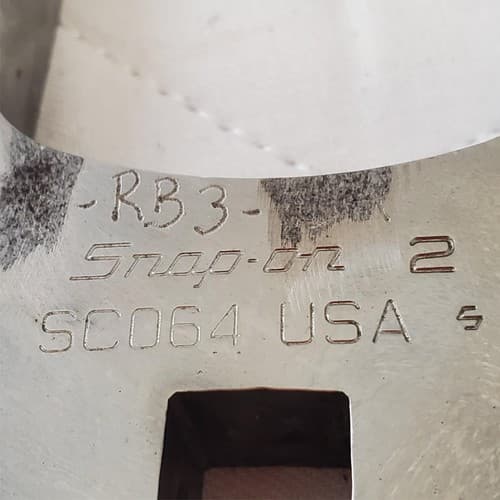 -RB3-
Snap-on 2
SC064 USA